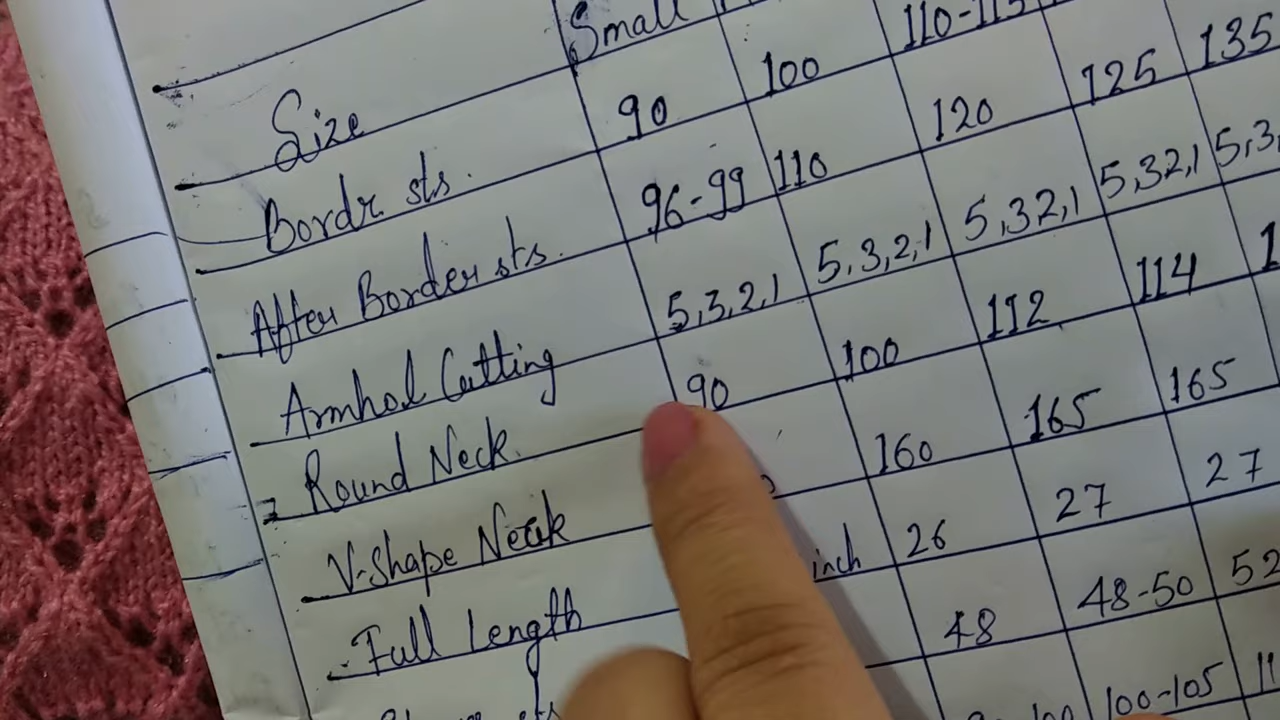 Size Small
Bordr sts. 90 100 110-115
After Border sts. 96-99 110 120 125 135
Armhol Cutting 5,3,2,1 5,3,2,1 5,32,1 5,32,1 5,3,
Round Neck. 90 100 112 114
V-Shape Neck 160 165 165
Full Length inch 26 27 27
48 48-50 52
100 100-105